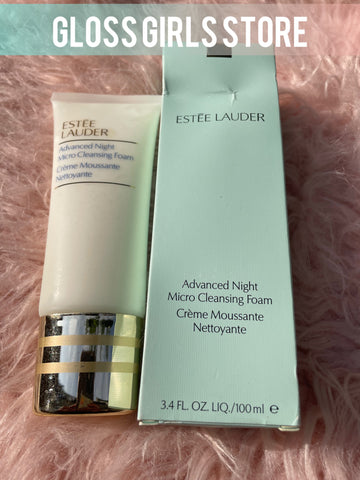 GLOSS GIRLS STORE
ESTĒE
LAUDER
Advanced Night
Micro Cleansing Foam
Crème Moussante
Nettoyante
ESTĒE LAUDER
Advanced Night
Micro Cleansing Foam
Crème Moussante
Nettoyante
3.4 FL. OZ. LIQ./100 ml ℮